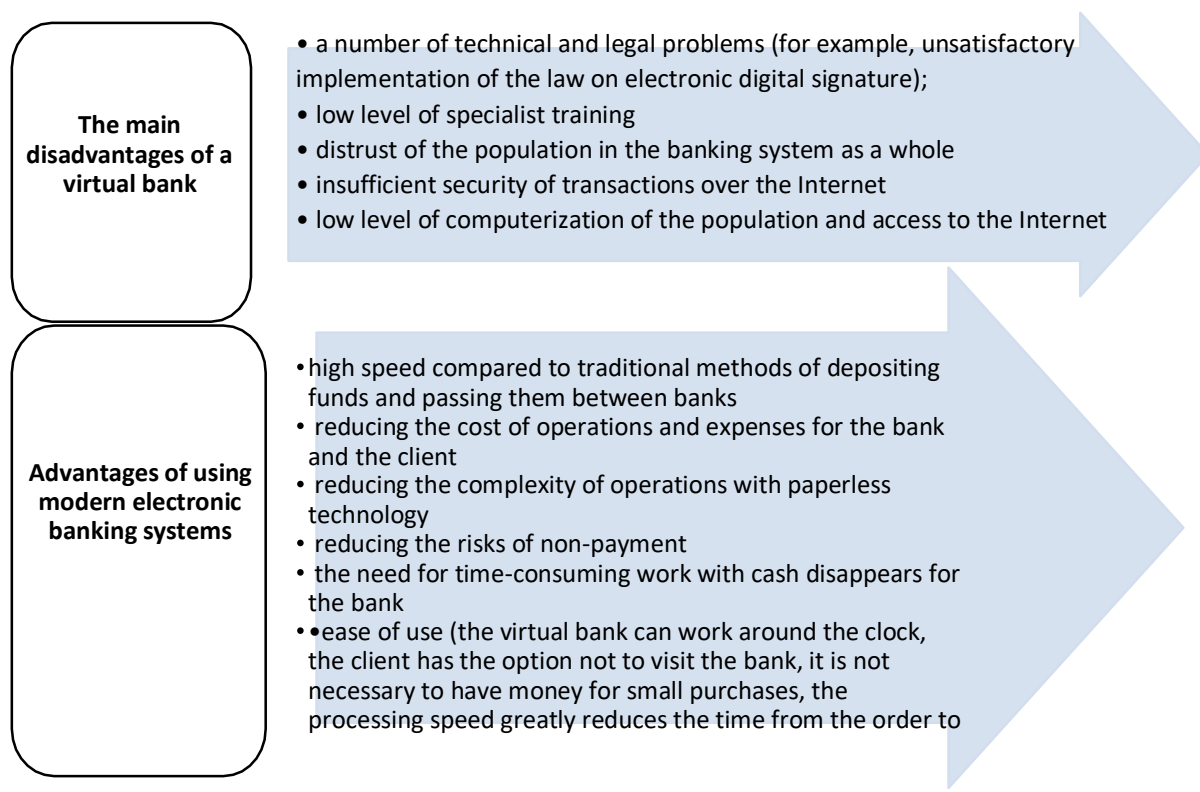 The main
disadvantages of a
virtual bank
• a number of technical and legal problems (for example, unsatisfactory
implementation of the law on electronic digital signature);
• low level of specialist training
• distrust of the population in the banking system as a whole
• insufficient security of transactions over the Internet
• low level of computerization of the population and access to the Internet
Advantages of using
modern electronic
banking systems
•high speed compared to traditional methods of depositing
funds and passing them between banks
• reducing the cost of operations and expenses for the bank
and the client
• reducing the complexity of operations with paperless
technology
• reducing the risks of non-payment
• the need for time-consuming work with cash disappears for
the bank
• •ease of use (the virtual bank can work around the clock,
the client has the option not to visit the bank, it is not
necessary to have money for small purchases, the
processing speed greatly reduces the time from the order to